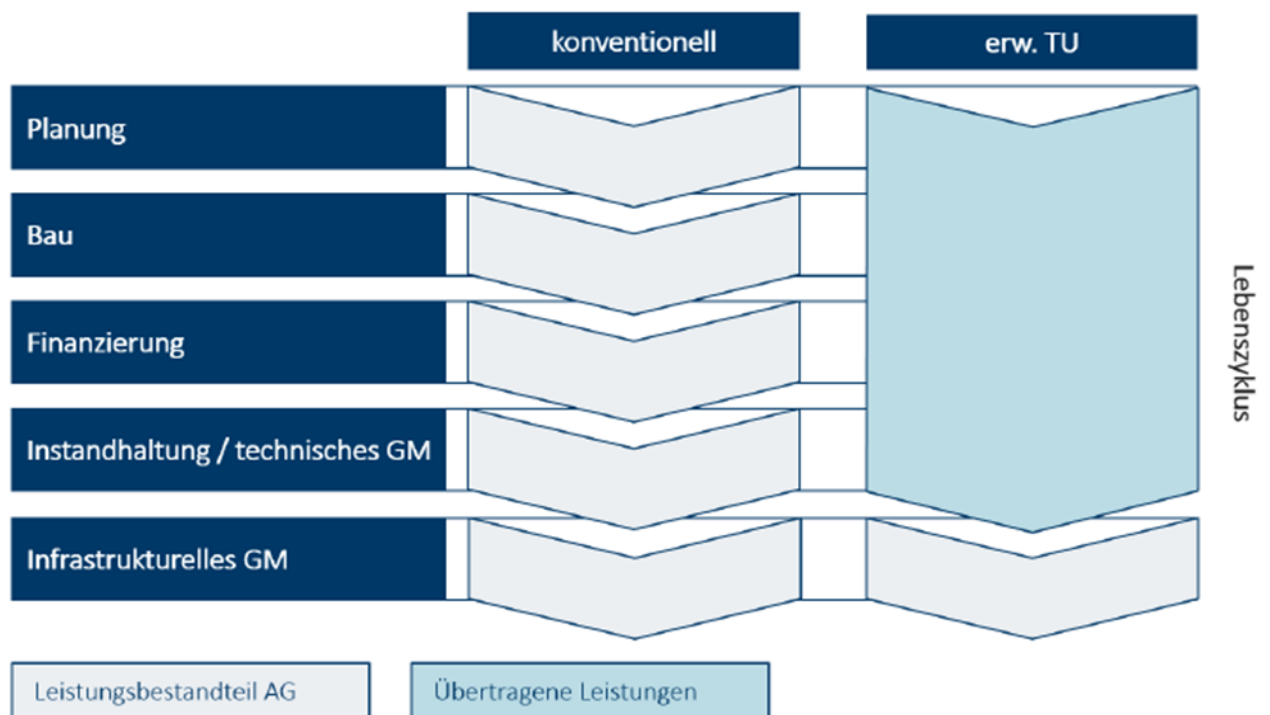 konventionell
erw. TU
Planung
Bau
Finanzierung
Instandhaltung / technisches GM
Infrastrukturelles GM
Lebenszyklus
Leistungsbestandteil AG
Übertragene Leistungen